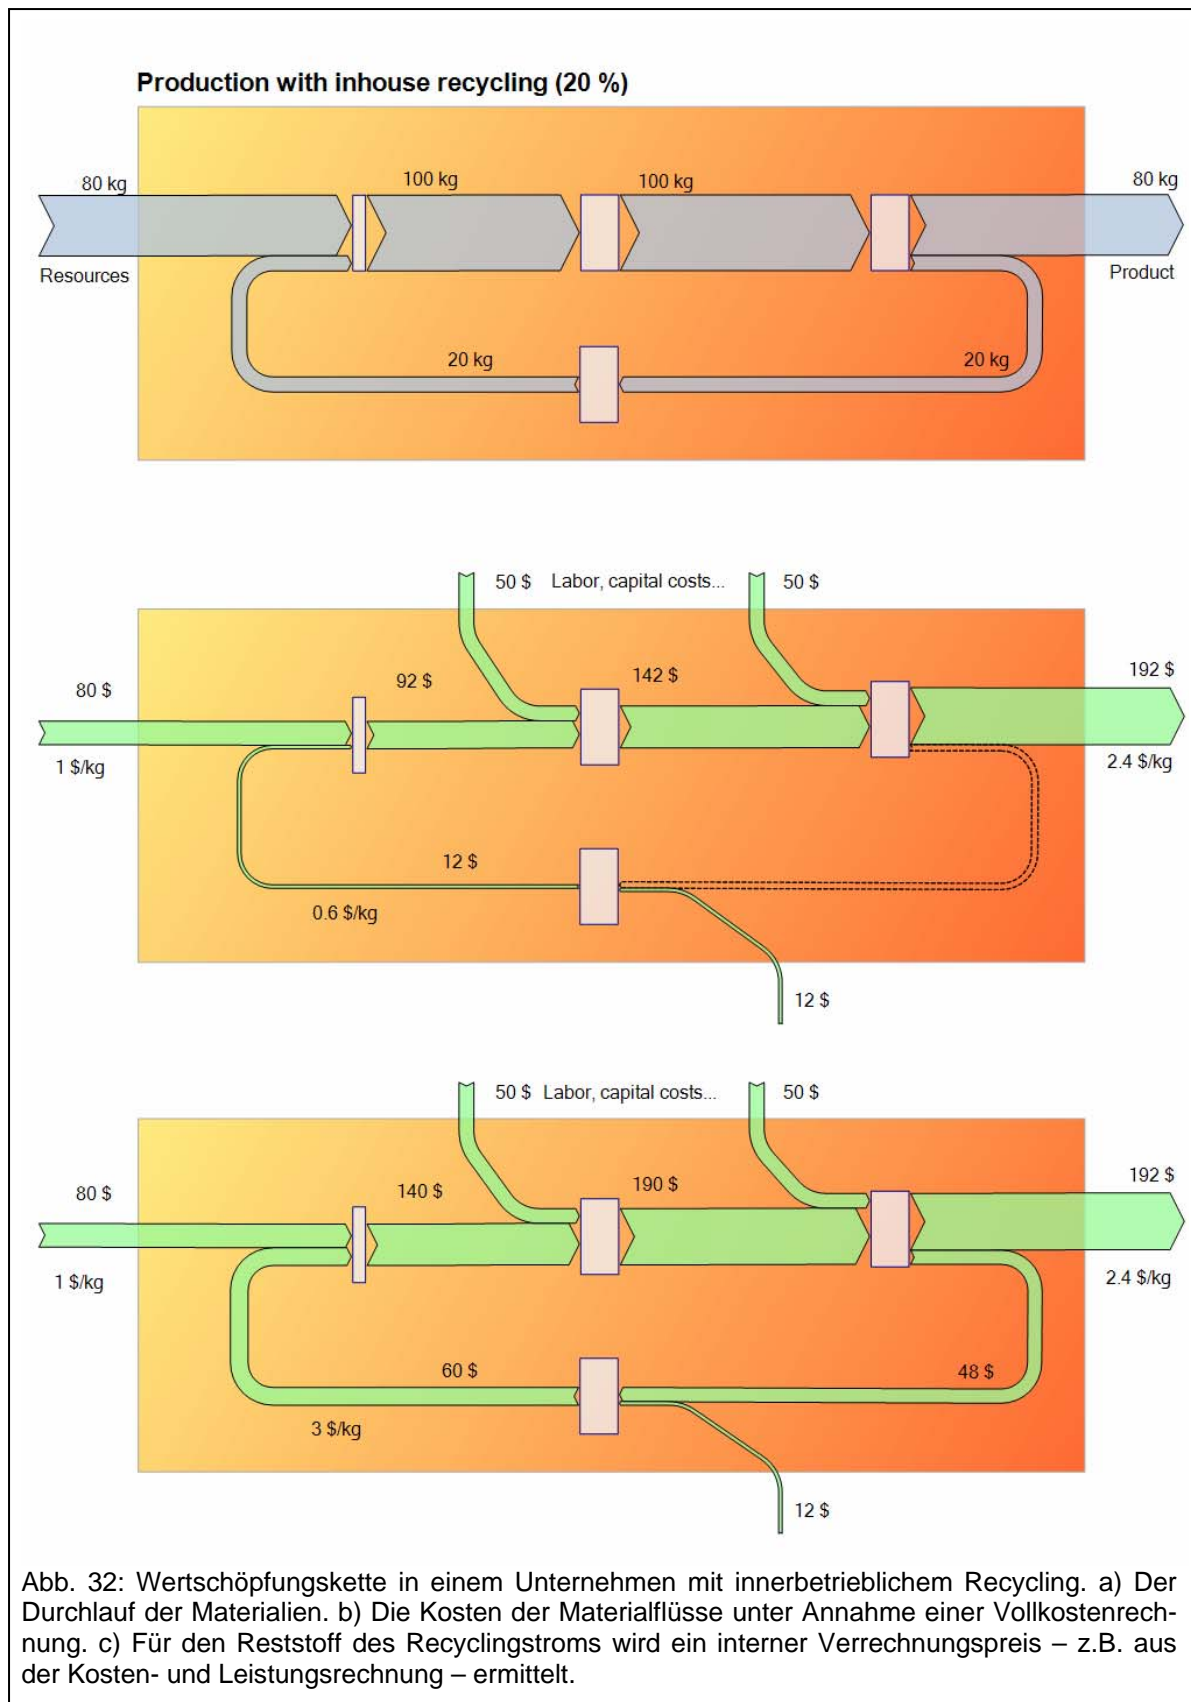 Production with inhouse recycling (20 %)
80 kg
100 kg
100 kg
80 kg
Resources
Product
20 kg
20 kg
50 $
Labor, capital costs...
50 $
80 $
92 $
142 $
192 $
1 $/kg
2.4 $/kg
12 $
0.6 $/kg
12 $
50 $
Labor, capital costs...
50 $
80 $
140 $
190 $
192 $
1 $/kg
2.4 $/kg
60 $
48 $
3 $/kg
12 $
Abb. 32: Wertschöpfungskette in einem Unternehmen mit innerbetrieblichem Recycling. a) Der
Durchlauf der Materialien. b) Die Kosten der Materialflüsse unter Annahme einer Vollkostenrech-
nung. c) Für den Reststoff des Recyclingstroms wird ein interner Verrechnungspreis – z.B. aus
der Kosten- und Leistungsrechnung – ermittelt.